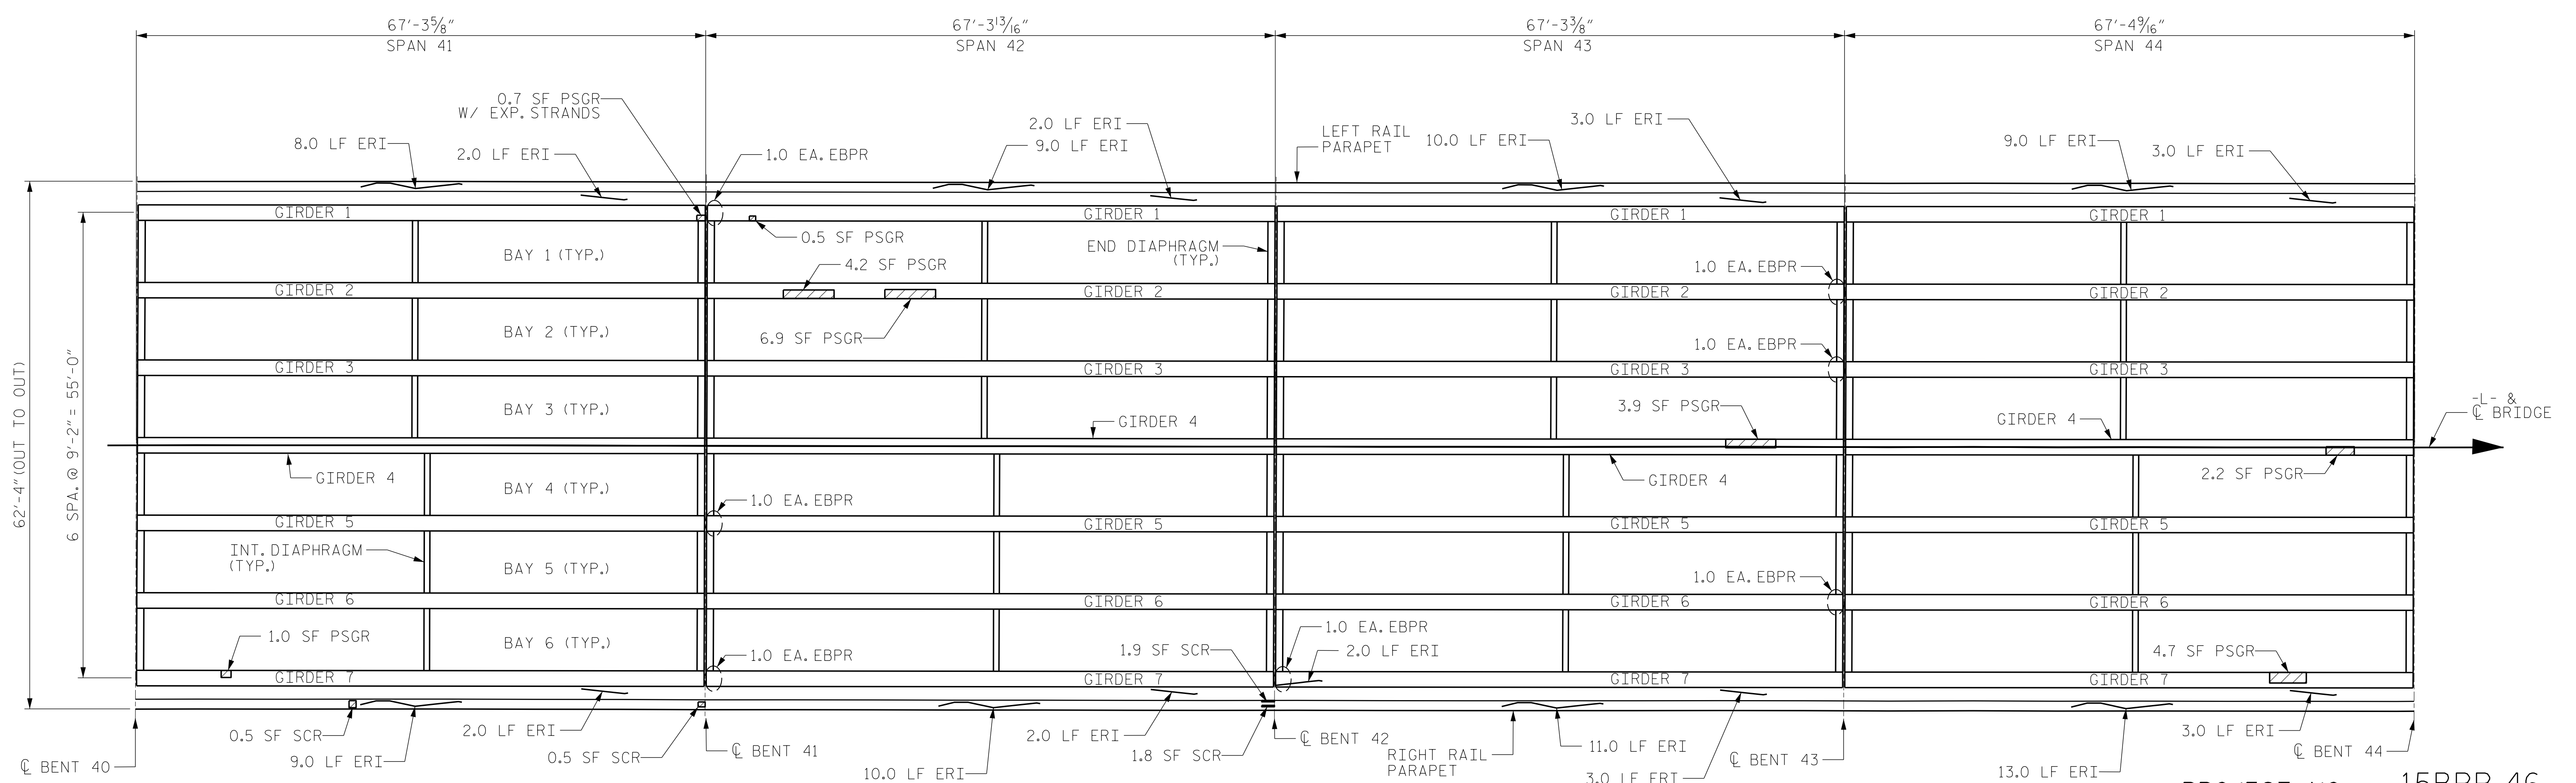 67'-3 5/8"
SPAN 41
67'-3 13/16"
SPAN 42
67'-3 3/8"
SPAN 43
67'-4 9/16"
SPAN 44
0.7 SF PSGR
W/ EXP. STRANDS
8.0 LF ERI
2.0 LF ERI
1.0 EA. EBPR
2.0 LF ERI
9.0 LF ERI
LEFT RAIL
PARAPET
10.0 LF ERI
3.0 LF ERI
9.0 LF ERI
3.0 LF ERI
GIRDER 1
GIRDER 1
GIRDER 1
GIRDER 1
0.5 SF PSGR
BAY 1 (TYP.)
4.2 SF PSGR
END DIAPHRAGM
(TYP.)
1.0 EA. EBPR
GIRDER 2
GIRDER 2
GIRDER 2
GIRDER 2
BAY 2 (TYP.)
6.9 SF PSGR
1.0 EA. EBPR
GIRDER 3
GIRDER 3
GIRDER 3
GIRDER 3
BAY 3 (TYP.)
3.9 SF PSGR
GIRDER 4
GIRDER 4
-L- &
℄ BRIDGE
62'-4" (OUT TO OUT)
6 SPA. @ 9'-2" = 55'-0"
GIRDER 4
BAY 4 (TYP.)
1.0 EA. EBPR
GIRDER 4
2.2 SF PSGR
GIRDER 5
GIRDER 5
GIRDER 5
GIRDER 5
INT. DIAPHRAGM
(TYP.)
BAY 5 (TYP.)
1.0 EA. EBPR
GIRDER 6
GIRDER 6
GIRDER 6
GIRDER 6
1.0 SF PSGR
BAY 6 (TYP.)
1.0 EA. EBPR
1.9 SF SCR
1.0 EA. EBPR
2.0 LF ERI
4.7 SF PSGR
GIRDER 7
GIRDER 7
GIRDER 7
GIRDER 7
0.5 SF SCR
2.0 LF ERI
0.5 SF SCR
℄ BENT 41
2.0 LF ERI
1.8 SF SCR
℄ BENT 42
RIGHT RAIL
PARAPET
11.0 LF ERI
℄ BENT 43
3.0 LF ERI
℄ BENT 44
℄ BENT 40
9.0 LF ERI
10.0 LF ERI
3.0 LF ERI
13.0 LF ERI